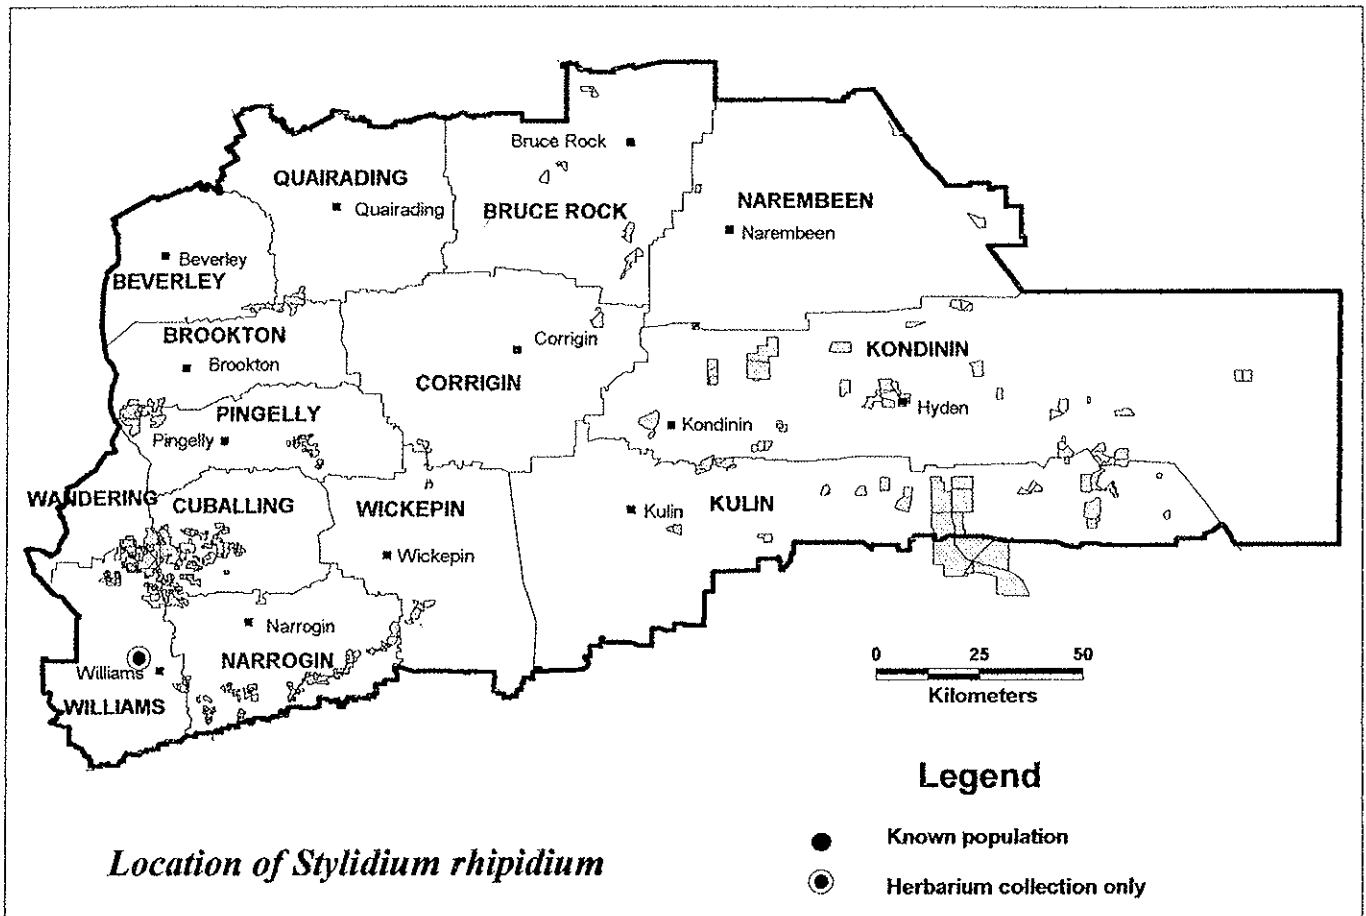 Bruce Rock
QUAIRADING
Quairading
BRUCE ROCK
NAREMBEEN
Narembeen
Beverley
BEVERLEY
BROOKTON
Brookton
Corrigin
CORRIGIN
KONDININ
Hyden
Kondinin
PINGELLY
Pingelly
WANDERING
CUBALLING
WICKEPIN
Wickepin
Kulin
KULIN
Narrogin
NARROGIN
Williams
WILLIAMS
0 25 50
Kilometers
Legend
Known population
Herbarium collection only
Location of Stylidium rhipidium